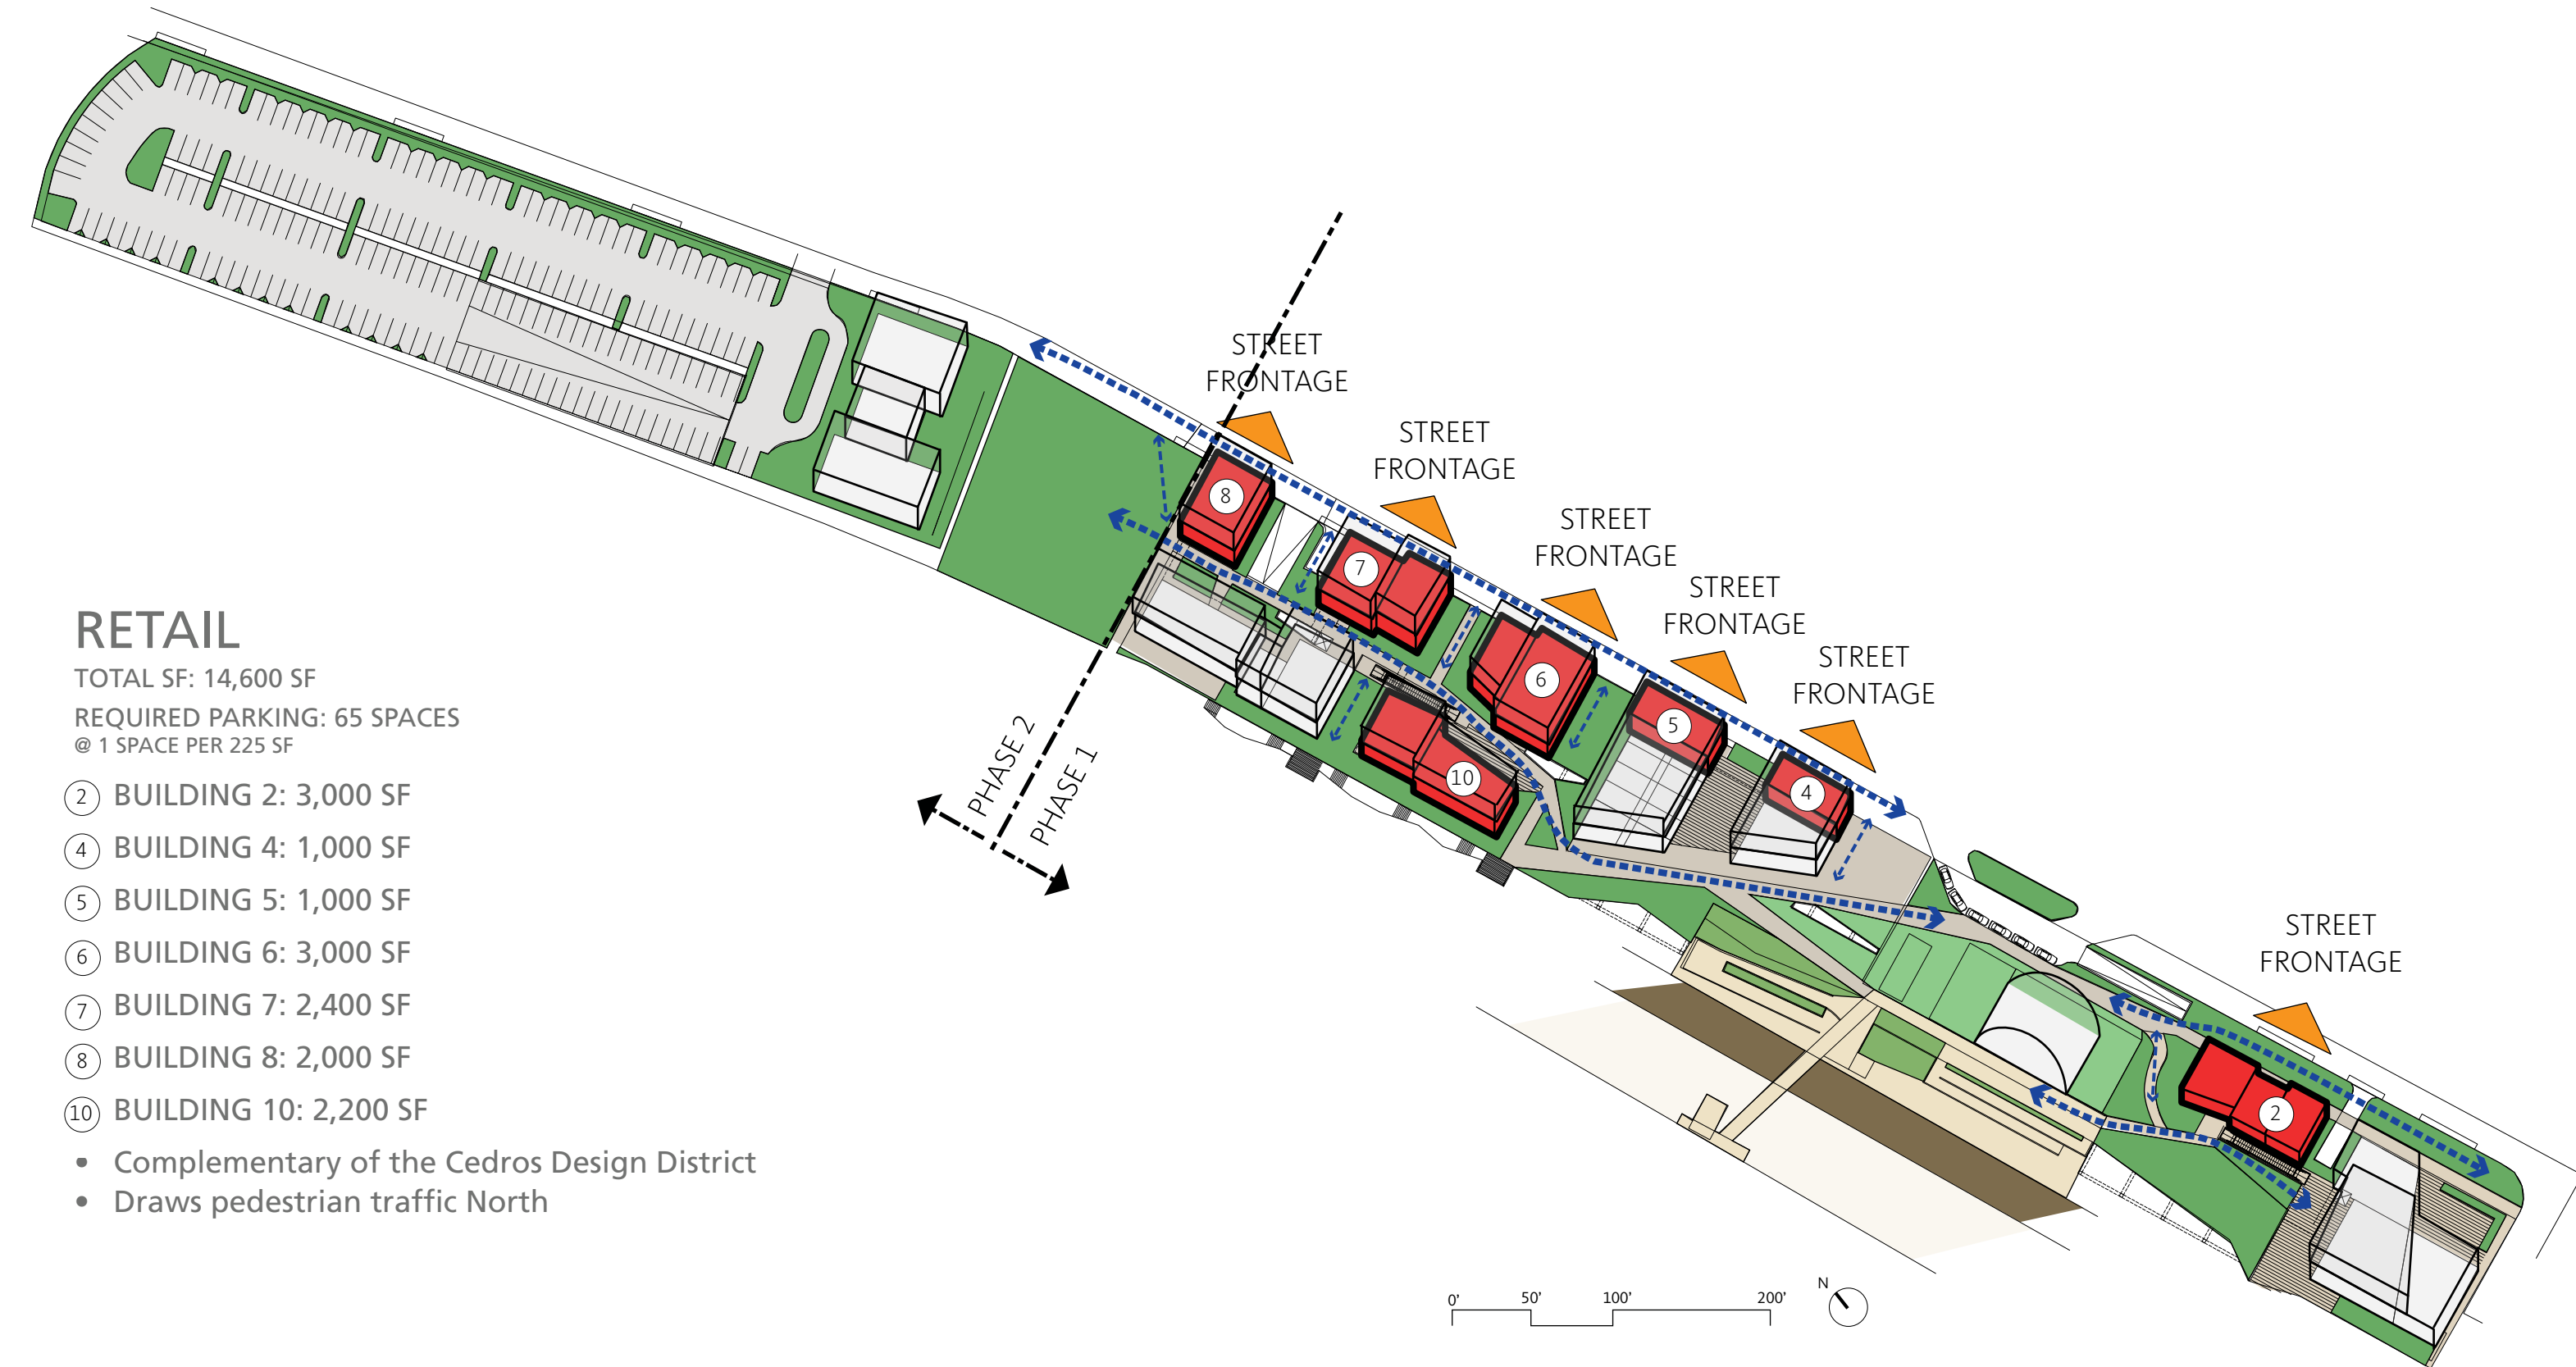 STREET
FRONTAGE
STREET
FRONTAGE
STREET
FRONTAGE
STREET
FRONTAGE
STREET
FRONTAGE
STREET
FRONTAGE
8
7
6
5
4
10
2
PHASE 2
PHASE 1
RETAIL
TOTAL SF: 14,600 SF
REQUIRED PARKING: 65 SPACES
@ 1 SPACE PER 225 SF
2 BUILDING 2: 3,000 SF
4 BUILDING 4: 1,000 SF
5 BUILDING 5: 1,000 SF
6 BUILDING 6: 3,000 SF
7 BUILDING 7: 2,400 SF
8 BUILDING 8: 2,000 SF
10 BUILDING 10: 2,200 SF
• Complementary of the Cedros Design District
• Draws pedestrian traffic North
0' 50' 100' 200'
N